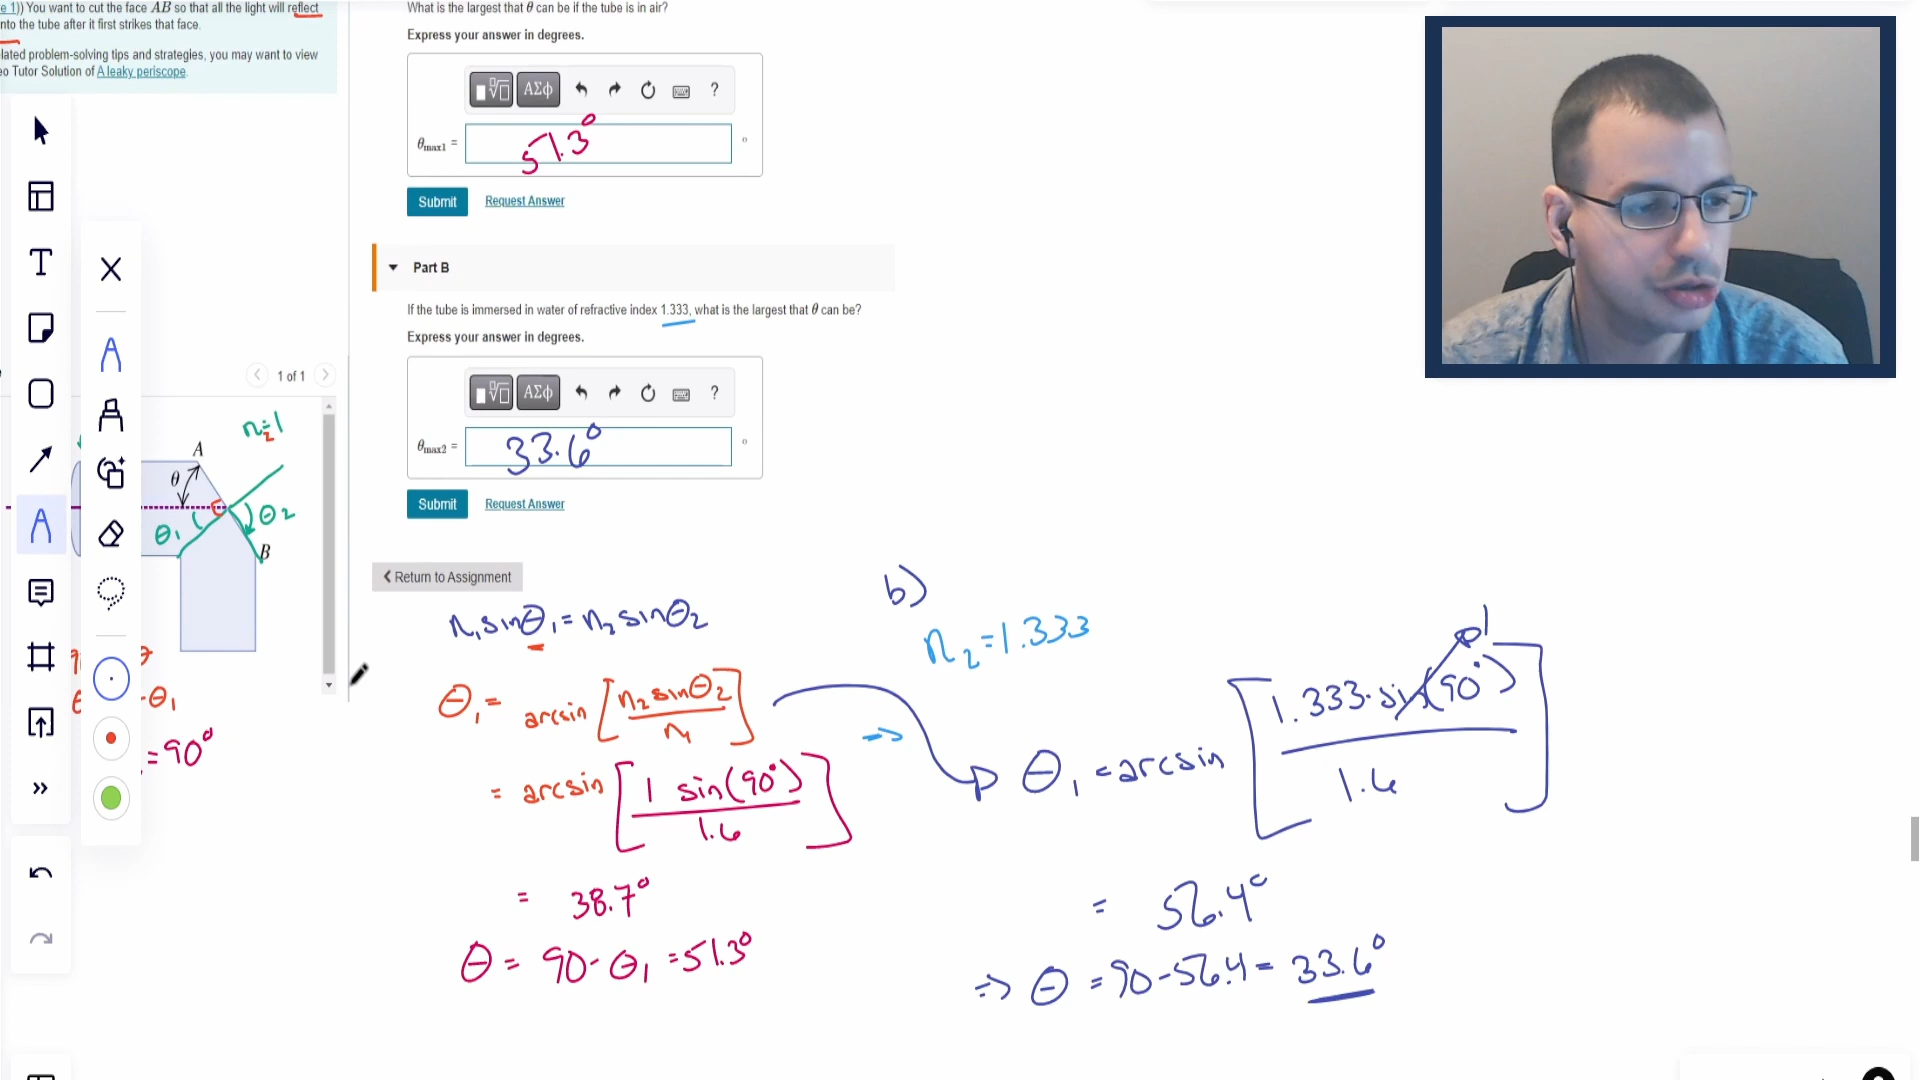 e 1)) You want to cut the face AB so that all the light will reflect
nto the tube after it first strikes that face.
lated problem-solving tips and strategies, you may want to view
eo Tutor Solution of A leaky periscope.
What is the largest that θ can be if the tube is in air?
Express your answer in degrees.
ΑΣϕ
?
θmax1 = 51.3° °
Submit Request Answer
Part B
If the tube is immersed in water of refractive index 1.333, what is the largest that θ can be?
Express your answer in degrees.
ΑΣϕ
?
θmax2 = 33.6° °
Submit Request Answer
Return to Assignment
1 of 1
n₂=1
A
θ
θ₁
θ₂
B
-θ₁
=90°
n₁sinθ₁=n₂sinθ₂
θ₁= arcsin [n₂ sinθ₂ / n₁]
= arcsin [1 sin(90°) / 1.6]
= 38.7°
θ = 90-θ₁ =51.3°
b)
n₂=1.333
⇒ θ₁ = arcsin [1.333·sin(90°) / 1.6]
1
= 56.4°
⇒ θ = 90-56.4 = 33.6°